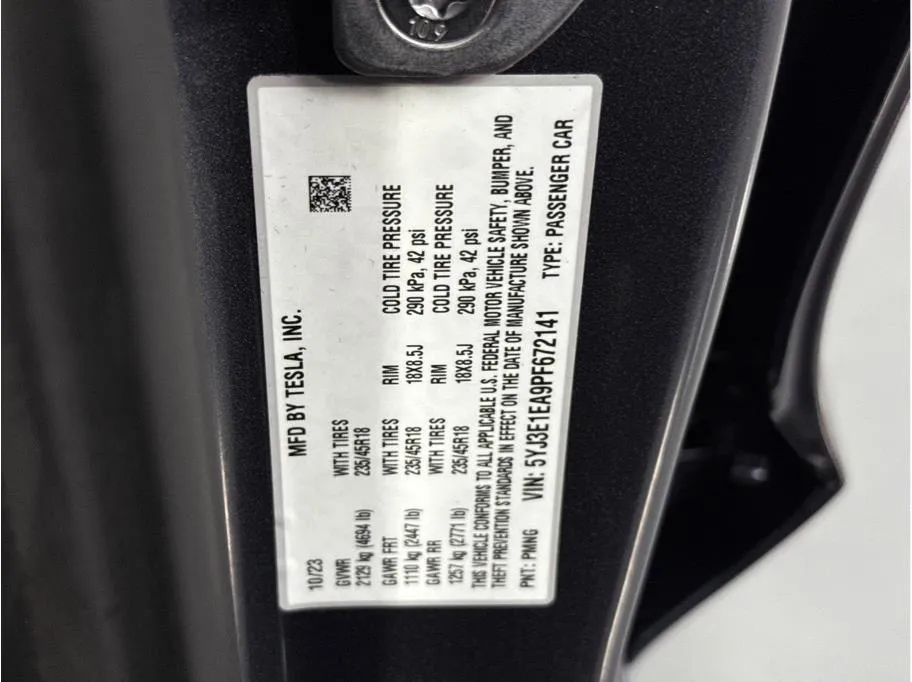 109
MFD BY TESLA, INC.
10/23
GVWR WITH TIRES
2129 kg (4694 lb) 235/45R18
GAWR FRT WITH TIRES RIM COLD TIRE PRESSURE
1110 kg (2447 lb) 235/45R18 18X8.5J 290 kPa, 42 psi
GAWR RR WITH TIRES RIM COLD TIRE PRESSURE
1257 kg (2771 lb) 235/45R18 18X8.5J 290 kPa, 42 psi
THIS VEHICLE CONFORMS TO ALL APPLICABLE U.S. FEDERAL MOTOR VEHICLE SAFETY, BUMPER, AND
THEFT PREVENTION STANDARDS IN EFFECT ON THE DATE OF MANUFACTURE SHOWN ABOVE.
PNT: PMNG VIN: 5YJ3E1EA9PF672141 TYPE: PASSENGER CAR